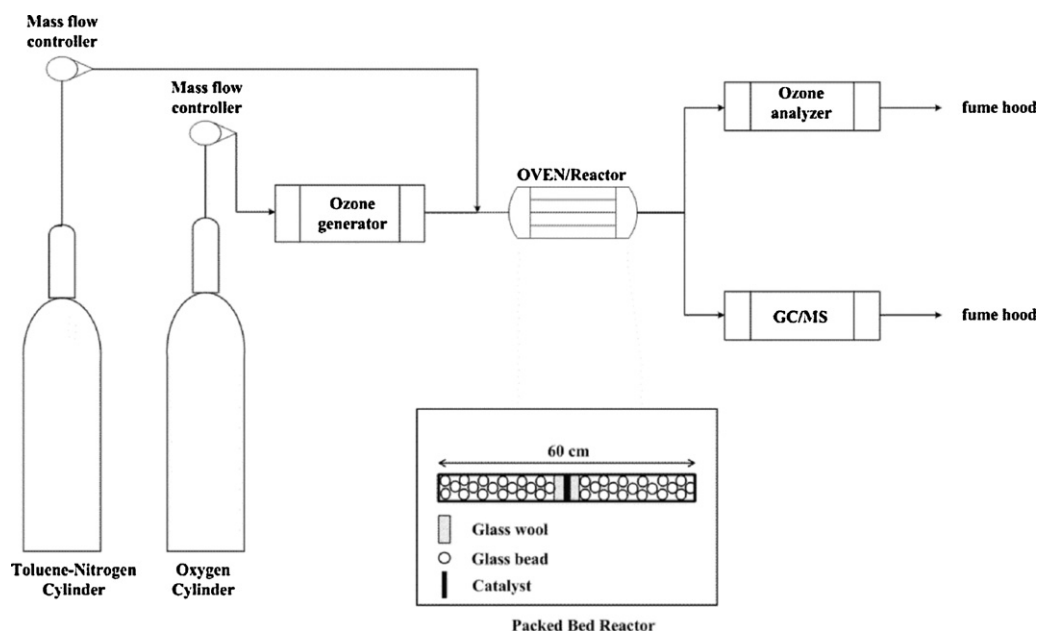 Mass flow
controller
Mass flow
controller
Ozone
analyzer
fume hood
OVEN/Reactor
Ozone
generator
GC/MS
fume hood
60 cm
Glass wool
Glass bead
Catalyst
Toluene-Nitrogen
Cylinder
Oxygen
Cylinder
Packed Bed Reactor